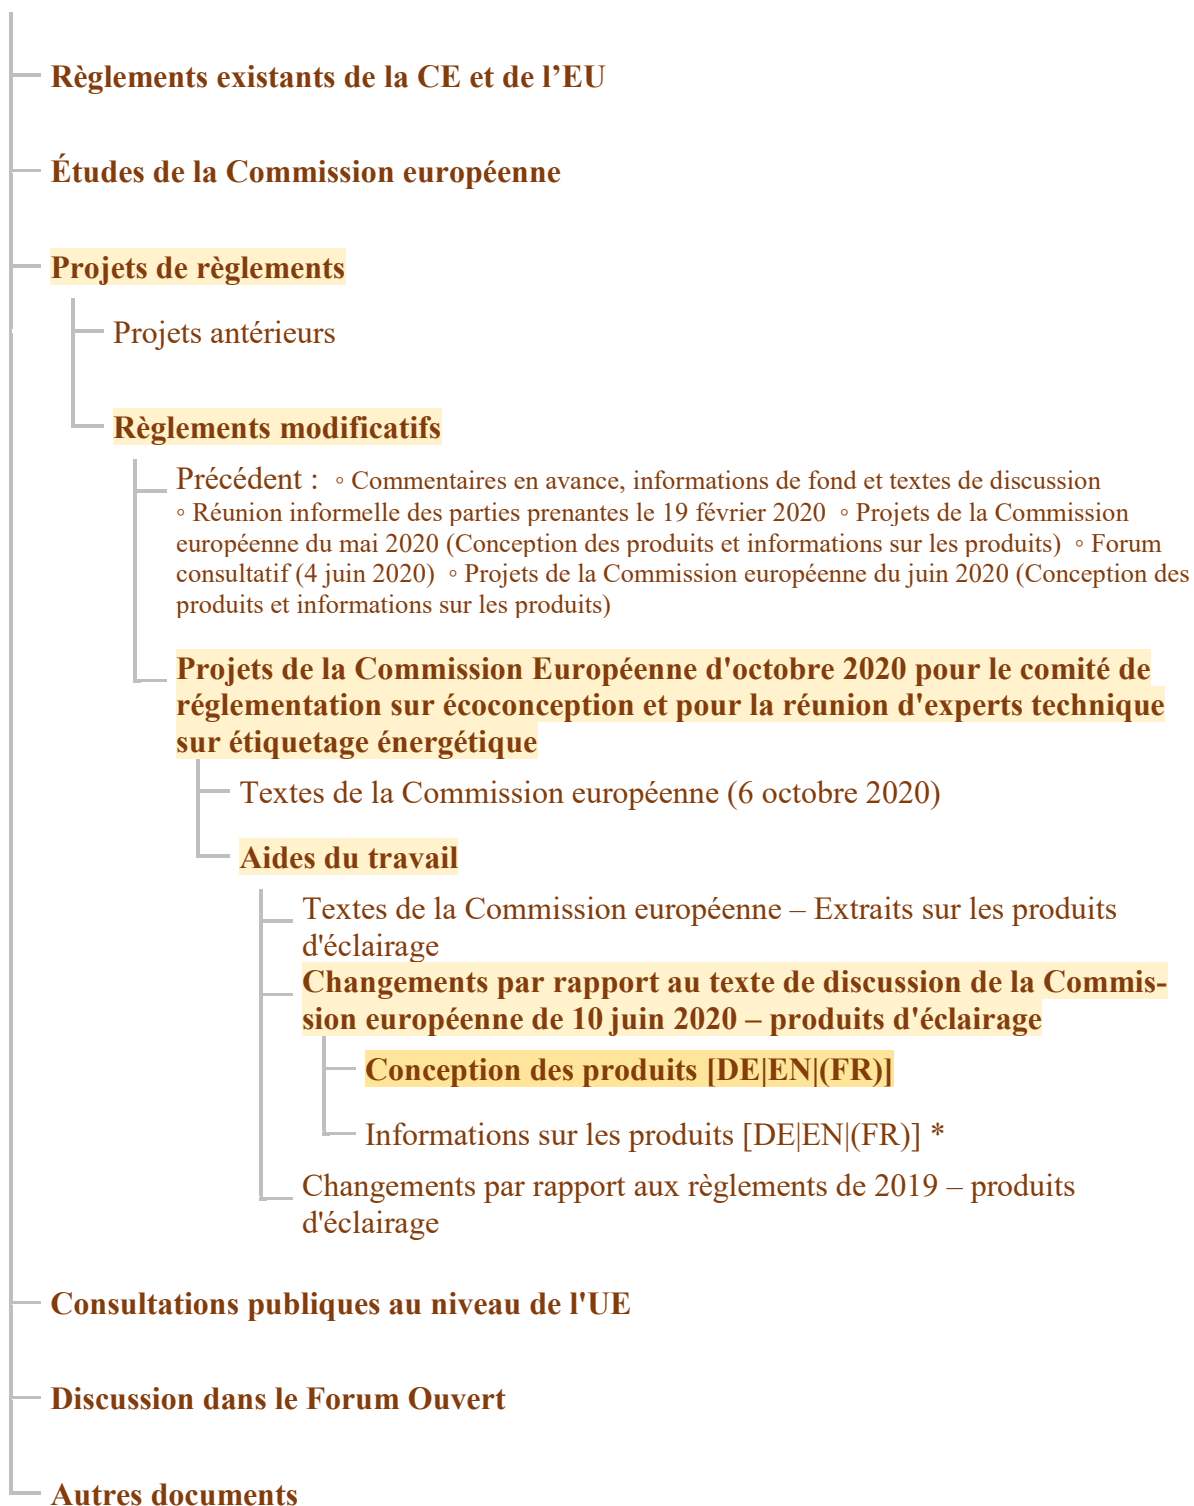 Règlements existants de la CE et de l’EU
Études de la Commission européenne
Projets de règlements
Projets antérieurs
Règlements modificatifs
Précédent : ◦ Commentaires en avance, informations de fond et textes de discussion
◦ Réunion informelle des parties prenantes le 19 février 2020 ◦ Projets de la Commission
européenne du mai 2020 (Conception des produits et informations sur les produits) ◦ Forum
consultatif (4 juin 2020) ◦ Projets de la Commission européenne du juin 2020 (Conception des
produits et informations sur les produits)
Projets de la Commission Européenne d'octobre 2020 pour le comité de
réglementation sur écoconception et pour la réunion d'experts technique
sur étiquetage énergétique
Textes de la Commission européenne (6 octobre 2020)
Aides du travail
Textes de la Commission européenne – Extraits sur les produits
d'éclairage
Changements par rapport au texte de discussion de la Commis-
sion européenne de 10 juin 2020 – produits d'éclairage
Conception des produits [DE|EN|(FR)]
Informations sur les produits [DE|EN|(FR)] *
Changements par rapport aux règlements de 2019 – produits
d'éclairage
Consultations publiques au niveau de l'UE
Discussion dans le Forum Ouvert
Autres documents